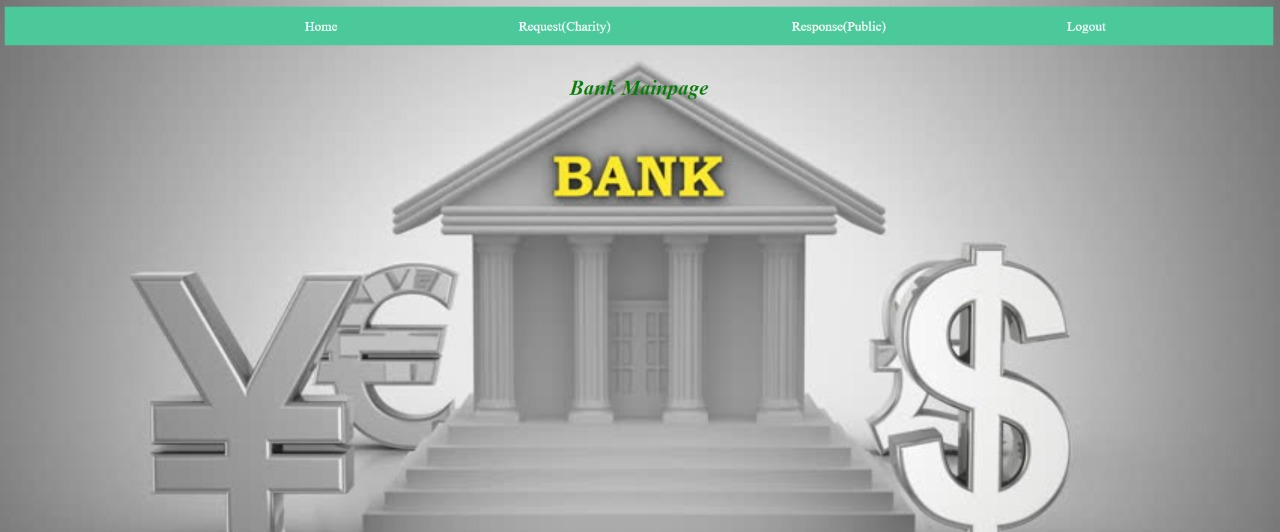 Home Request(Charity) Response(Public) Logout
Bank Mainpage
BANK